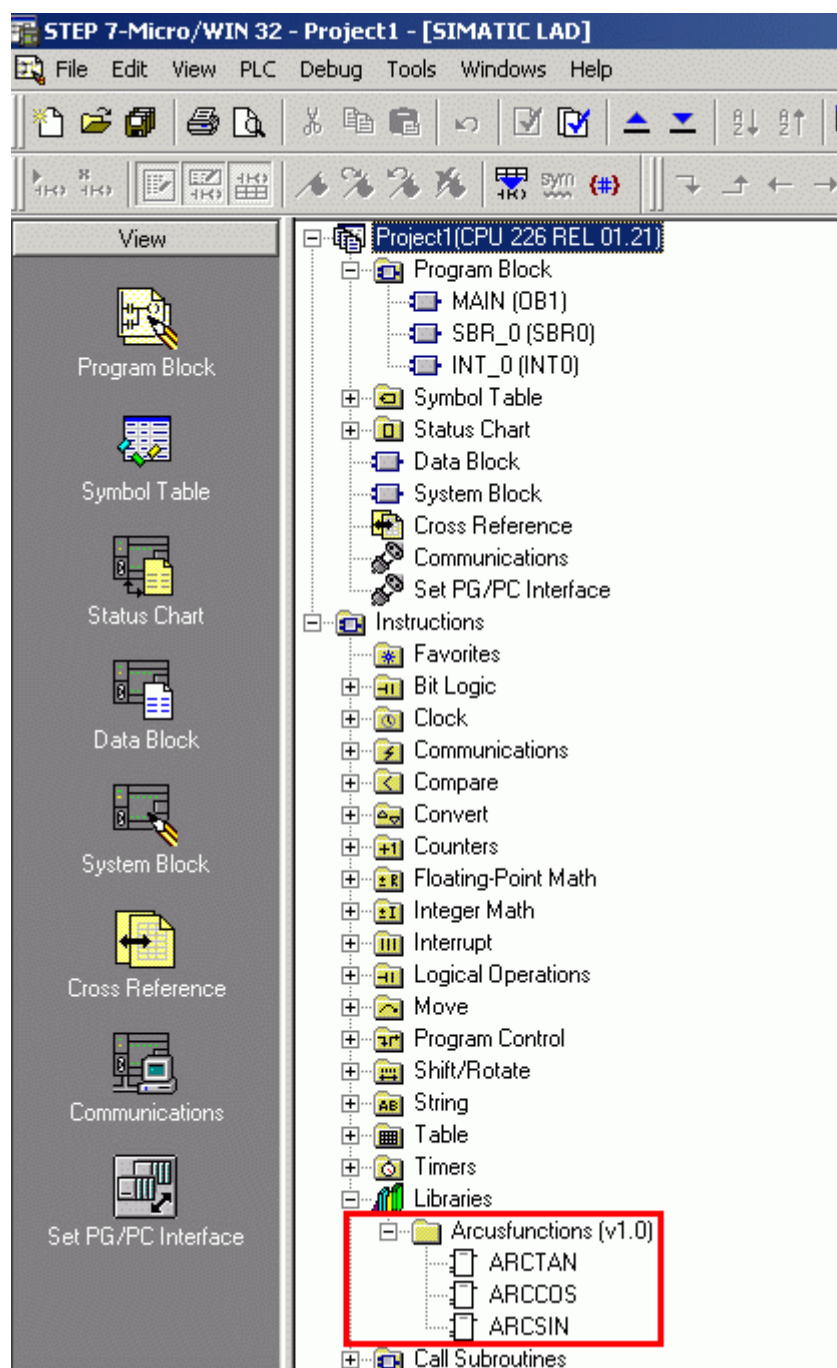 STEP 7-Micro/WIN 32 - Project1 - [SIMATIC LAD]
File Edit View PLC Debug Tools Windows Help
View
Program Block
Symbol Table
Status Chart
Data Block
System Block
Cross Reference
Communications
Set PG/PC Interface
Project1(CPU 226 REL 01.21)
Program Block
MAIN (OB1)
SBR_0 (SBR0)
INT_0 (INT0)
Symbol Table
Status Chart
Data Block
System Block
Cross Reference
Communications
Set PG/PC Interface
Instructions
Favorites
Bit Logic
Clock
Communications
Compare
Convert
Counters
Floating-Point Math
Integer Math
Interrupt
Logical Operations
Move
Program Control
Shift/Rotate
String
Table
Timers
Libraries
Arcusfunctions (v1.0)
ARCTAN
ARCCOS
ARCSIN
Call Subroutines